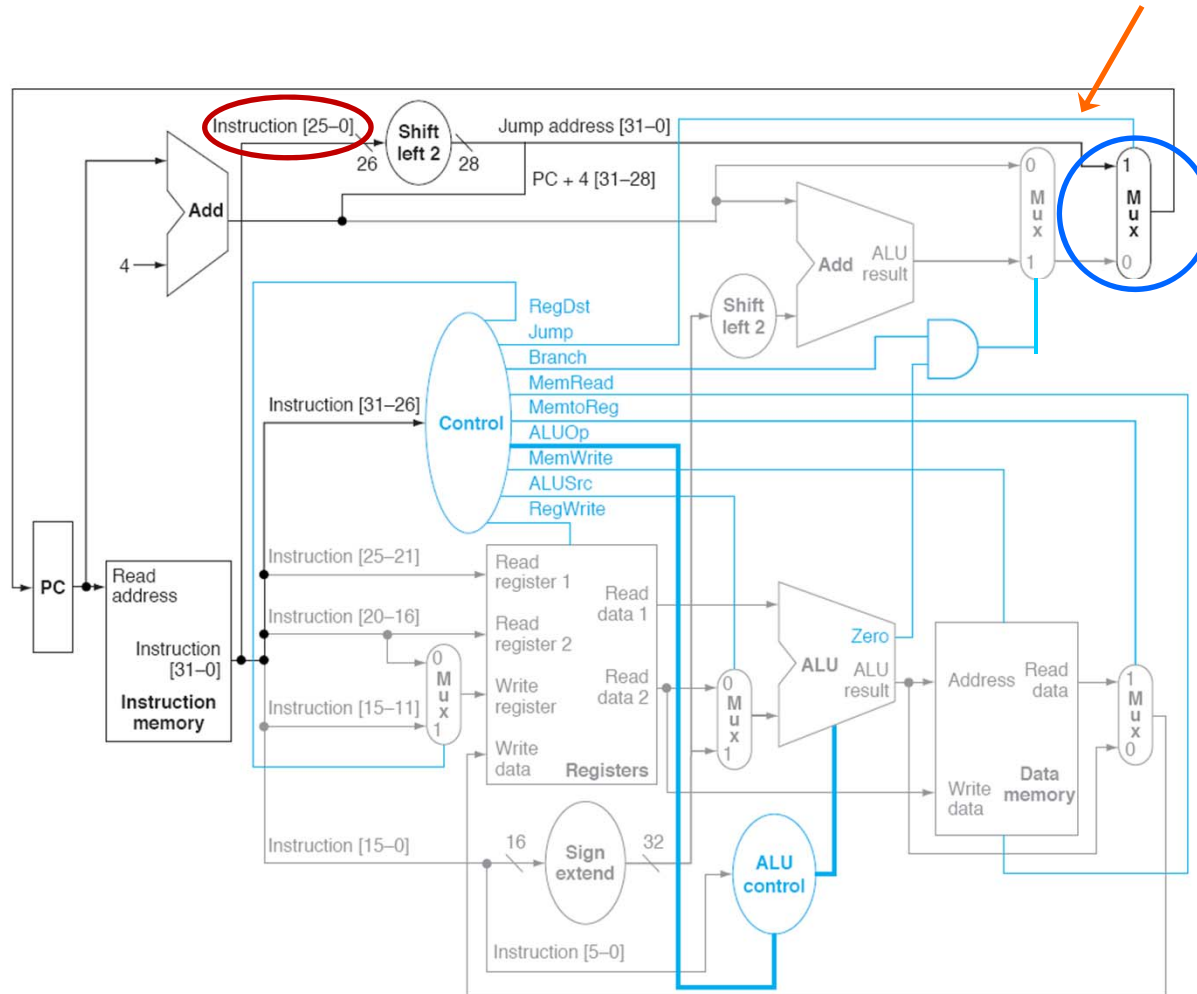 Instruction [25–0]
26
Shift
left 2
28
Jump address [31–0]
PC + 4 [31–28]
Add
4
0
M
u
x
1
1
M
u
x
0
Add
ALU
result
Shift
left 2
RegDst
Jump
Branch
MemRead
MemtoReg
ALUOp
MemWrite
ALUSrc
RegWrite
Instruction [31–26]
Control
PC
Read
address
Instruction
[31–0]
Instruction
memory
Instruction [25–21]
Instruction [20–16]
Instruction [15–11]
0
M
u
x
1
Read
register 1
Read
register 2
Write
register
Write
data
Read
data 1
Read
data 2
Registers
0
M
u
x
1
Zero
ALU
ALU
result
Address
Read
data
Write
data
Data
memory
1
M
u
x
0
Instruction [15–0]
16
Sign
extend
32
ALU
control
Instruction [5–0]